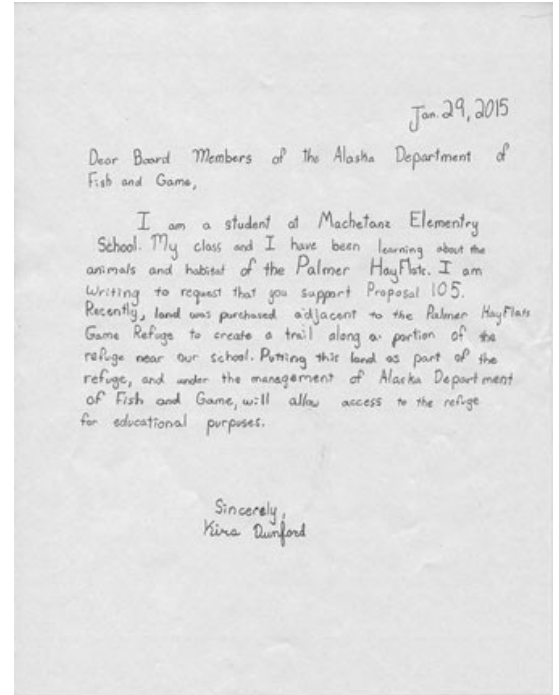 Jan. 29, 2015
Dear Board Members of the Alaska Department of
Fish and Game,
I am a student at Machetanz Elementry
School. My class and I have been learning about the
animals and habitat of the Palmer HayFlats. I am
Writing to request that you support Proposal 105.
Recently, land was purchased adjacent to the Palmer HayFlats
Game Refuge to create a trail along a portion of the
refuge near our school. Putting this land as part of the
refuge, and under the management of Alaska Department
of Fish and Game, will allow access to the refuge
for educational purposes.
Sincerely,
Kira Dunford